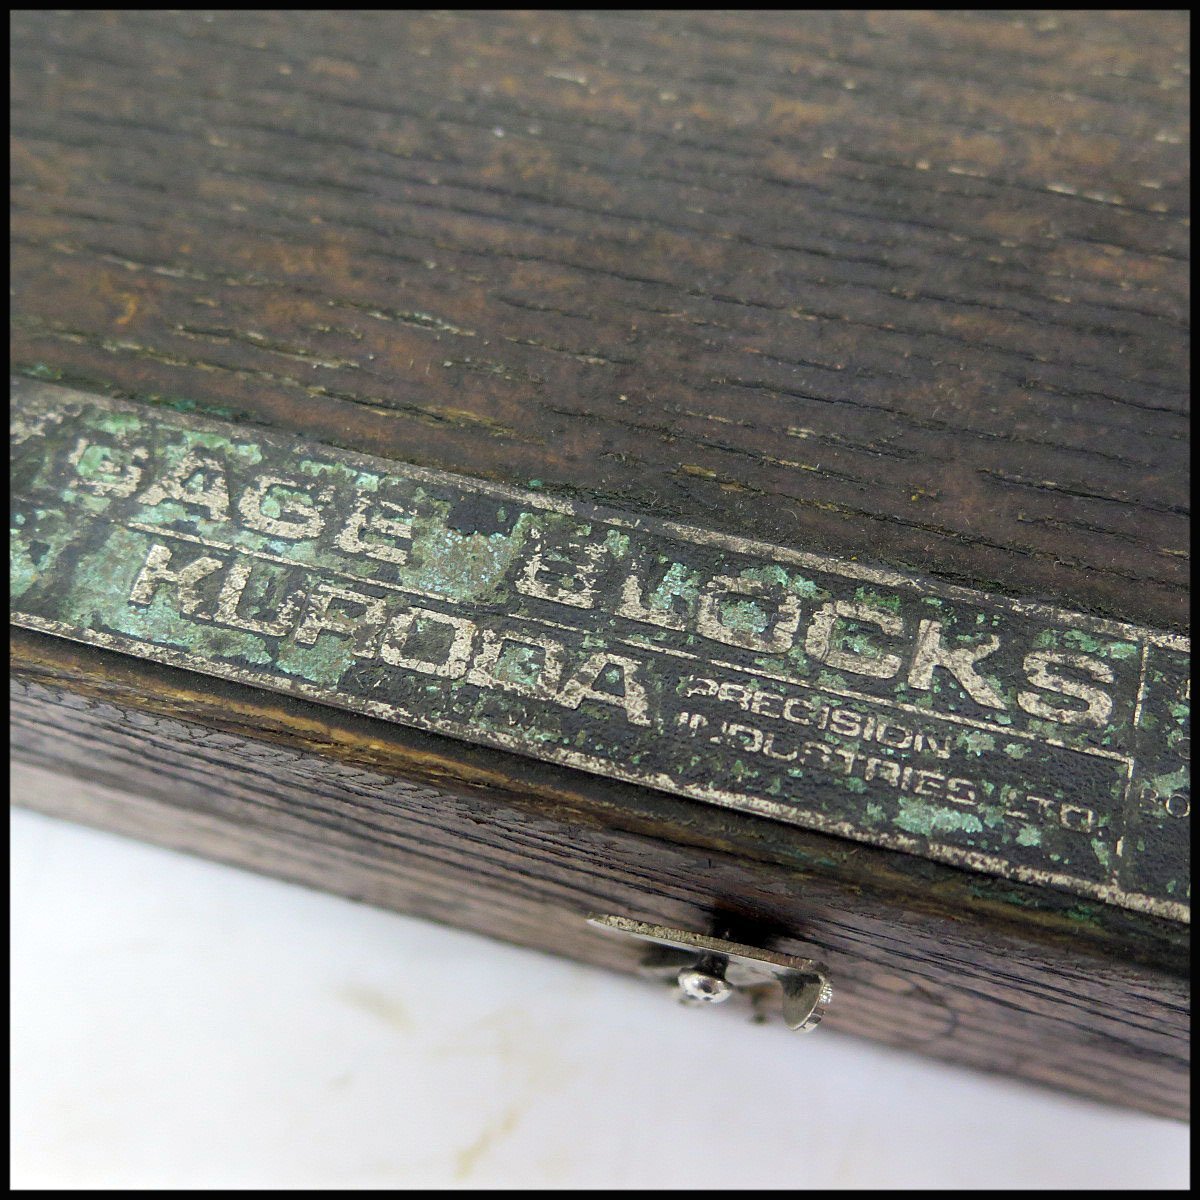 GAGE BLOCKS
KURODA PRECISION
INDUSTRIES LTD.